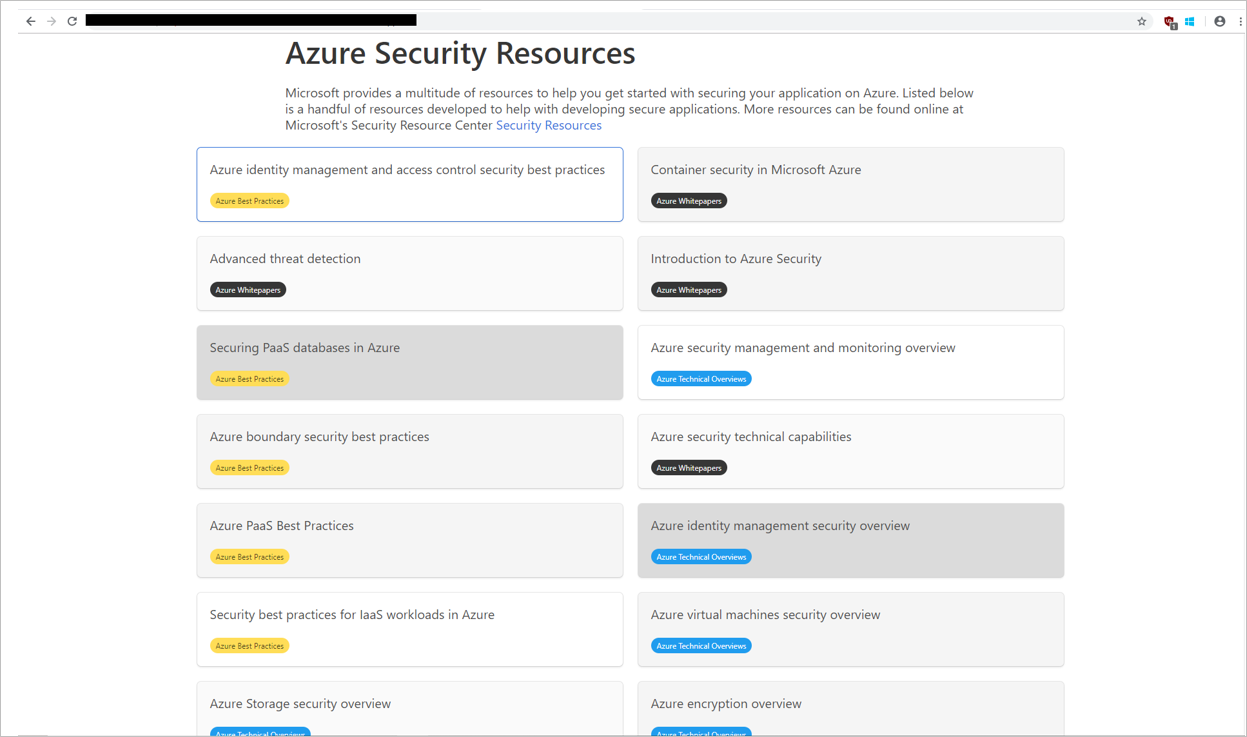 Azure Security Resources
Microsoft provides a multitude of resources to help you get started with securing your application on Azure. Listed below
is a handful of resources developed to help with developing secure applications. More resources can be found online at
Microsoft's Security Resource Center Security Resources
Azure identity management and access control security best practices
Azure Best Practices
Container security in Microsoft Azure
Azure Whitepapers
Advanced threat detection
Azure Whitepapers
Introduction to Azure Security
Azure Whitepapers
Securing PaaS databases in Azure
Azure Best Practices
Azure security management and monitoring overview
Azure Technical Overviews
Azure boundary security best practices
Azure Best Practices
Azure security technical capabilities
Azure Whitepapers
Azure PaaS Best Practices
Azure Best Practices
Azure identity management security overview
Azure Technical Overviews
Security best practices for IaaS workloads in Azure
Azure Best Practices
Azure virtual machines security overview
Azure Technical Overviews
Azure Storage security overview
Azure Technical Overviews
Azure encryption overview
Azure Technical Overviews